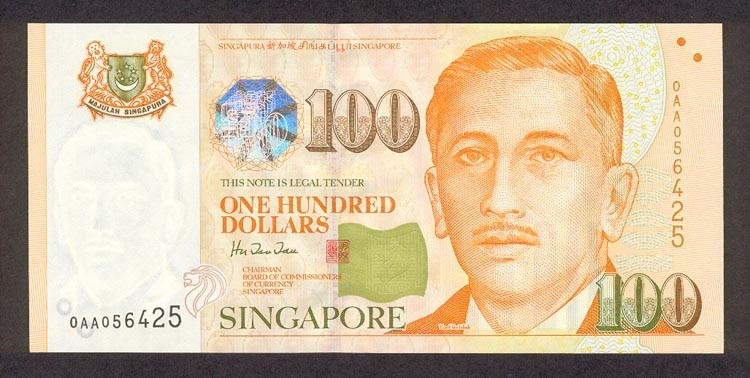 SINGAPURA 新加坡 சிங்கப்பூர் SINGAPORE
MAJULAH SINGAPURA
100
THIS NOTE IS LEGAL TENDER
ONE HUNDRED
DOLLARS
CHAIRMAN
BOARD OF COMMISSIONERS
OF CURRENCY
SINGAPORE
0AA056425
SINGAPORE
0AA056425
100